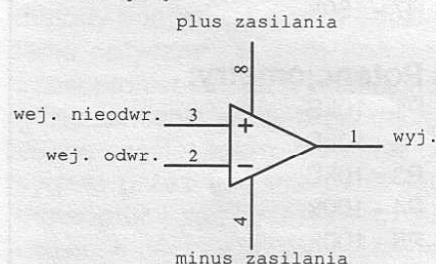 plus zasilania
8
wej. nieodwr. 3 +
wej. odwr. 2 −
1 wyj.
4
minus zasilania